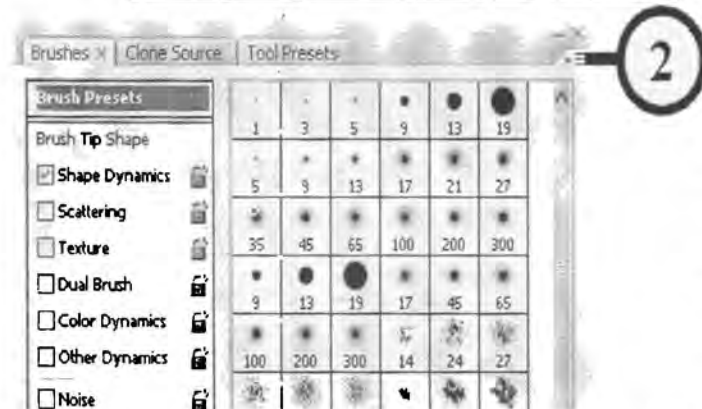 Brushes × Clone Source Tool Presets
2
Brush Presets
Brush Tip Shape
Shape Dynamics
Scattering
Texture
Dual Brush
Color Dynamics
Other Dynamics
Noise
1 3 5 9 13 19
5 9 13 17 21 27
35 45 65 100 200 300
9 13 19 17 45 65
100 200 300 14 24 27